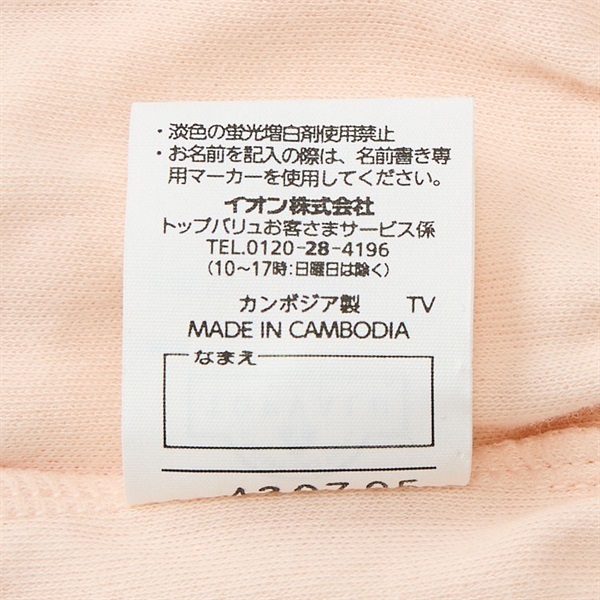 ・淡色の蛍光増白剤使用禁止
・お名前を記入の際は、名前書き専
用マーカーを使用してください。
イオン株式会社
トップバリュお客さまサービス係
TEL.0120-28-4196
(10～17時:日曜日は除く)
カンボジア製 TV
MADE IN CAMBODIA
なまえ